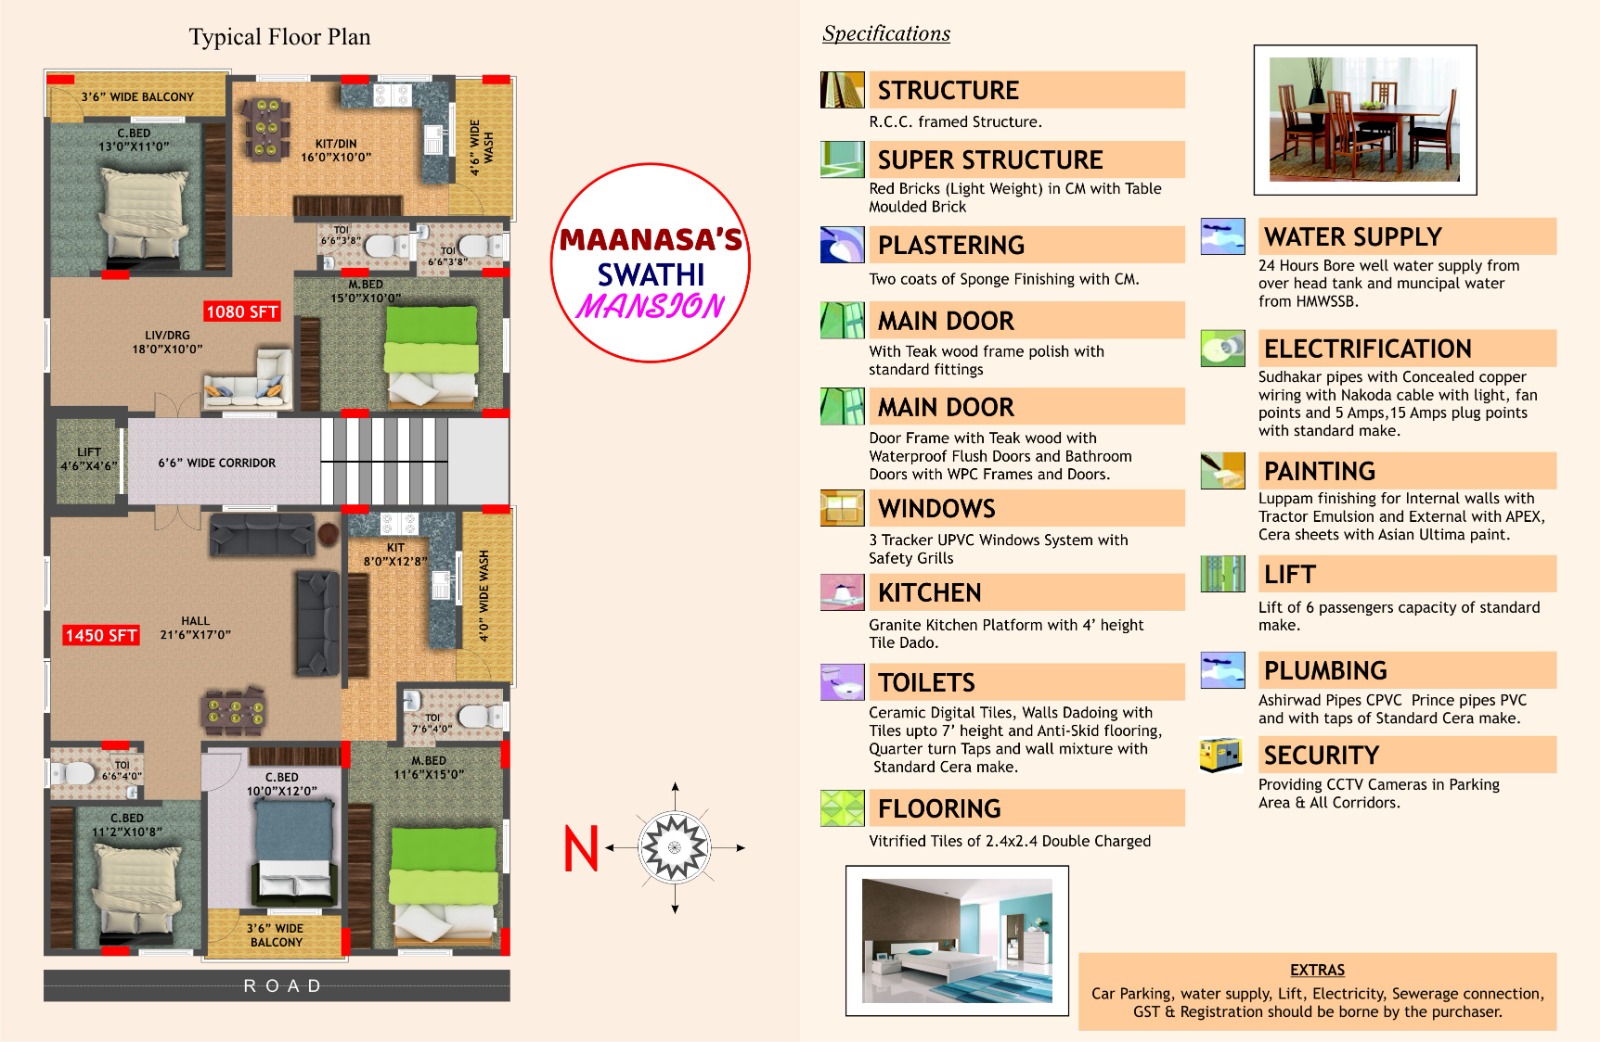 Typical Floor Plan
3'6" WIDE BALCONY
C.BED
13'0"X11'0"
KIT/DIN
16'0"X10'0"
4'6" WIDE
WASH
TOI
6'6"3'8"
TOI
6'6"3'8"
M.BED
15'0"X10'0"
1080 SFT
LIV/DRG
18'0"X10'0"
LIFT
4'6"X4'6"
6'6" WIDE CORRIDOR
KIT
8'0"X12'8"
4'0" WIDE WASH
HALL
21'6"X17'0"
1450 SFT
TOI
7'6"4'0"
TOI
6'6"4'0"
C.BED
10'0"X12'0"
M.BED
11'6"X15'0"
C.BED
11'2"X10'8"
3'6" WIDE
BALCONY
ROAD
MAANASA'S
SWATHI
MANSION
N
Specifications
STRUCTURE
R.C.C. framed Structure.
SUPER STRUCTURE
Red Bricks (Light Weight) in CM with Table
Moulded Brick
PLASTERING
Two coats of Sponge Finishing with CM.
MAIN DOOR
With Teak wood frame polish with
standard fittings
MAIN DOOR
Door Frame with Teak wood with
Waterproof Flush Doors and Bathroom
Doors with WPC Frames and Doors.
WINDOWS
3 Tracker UPVC Windows System with
Safety Grills
KITCHEN
Granite Kitchen Platform with 4' height
Tile Dado.
TOILETS
Ceramic Digital Tiles, Walls Dadoing with
Tiles upto 7' height and Anti-Skid flooring,
Quarter turn Taps and wall mixture with
Standard Cera make.
FLOORING
Vitrified Tiles of 2.4x2.4 Double Charged
WATER SUPPLY
24 Hours Bore well water supply from
over head tank and muncipal water
from HMWSSB.
ELECTRIFICATION
Sudhakar pipes with Concealed copper
wiring with Nakoda cable with light, fan
points and 5 Amps,15 Amps plug points
with standard make.
PAINTING
Luppam finishing for Internal walls with
Tractor Emulsion and External with APEX,
Cera sheets with Asian Ultima paint.
LIFT
Lift of 6 passengers capacity of standard
make.
PLUMBING
Ashirwad Pipes CPVC Prince pipes PVC
and with taps of Standard Cera make.
SECURITY
Providing CCTV Cameras in Parking
Area & All Corridors.
EXTRAS
Car Parking, water supply, Lift, Electricity, Sewerage connection,
GST & Registration should be borne by the purchaser.